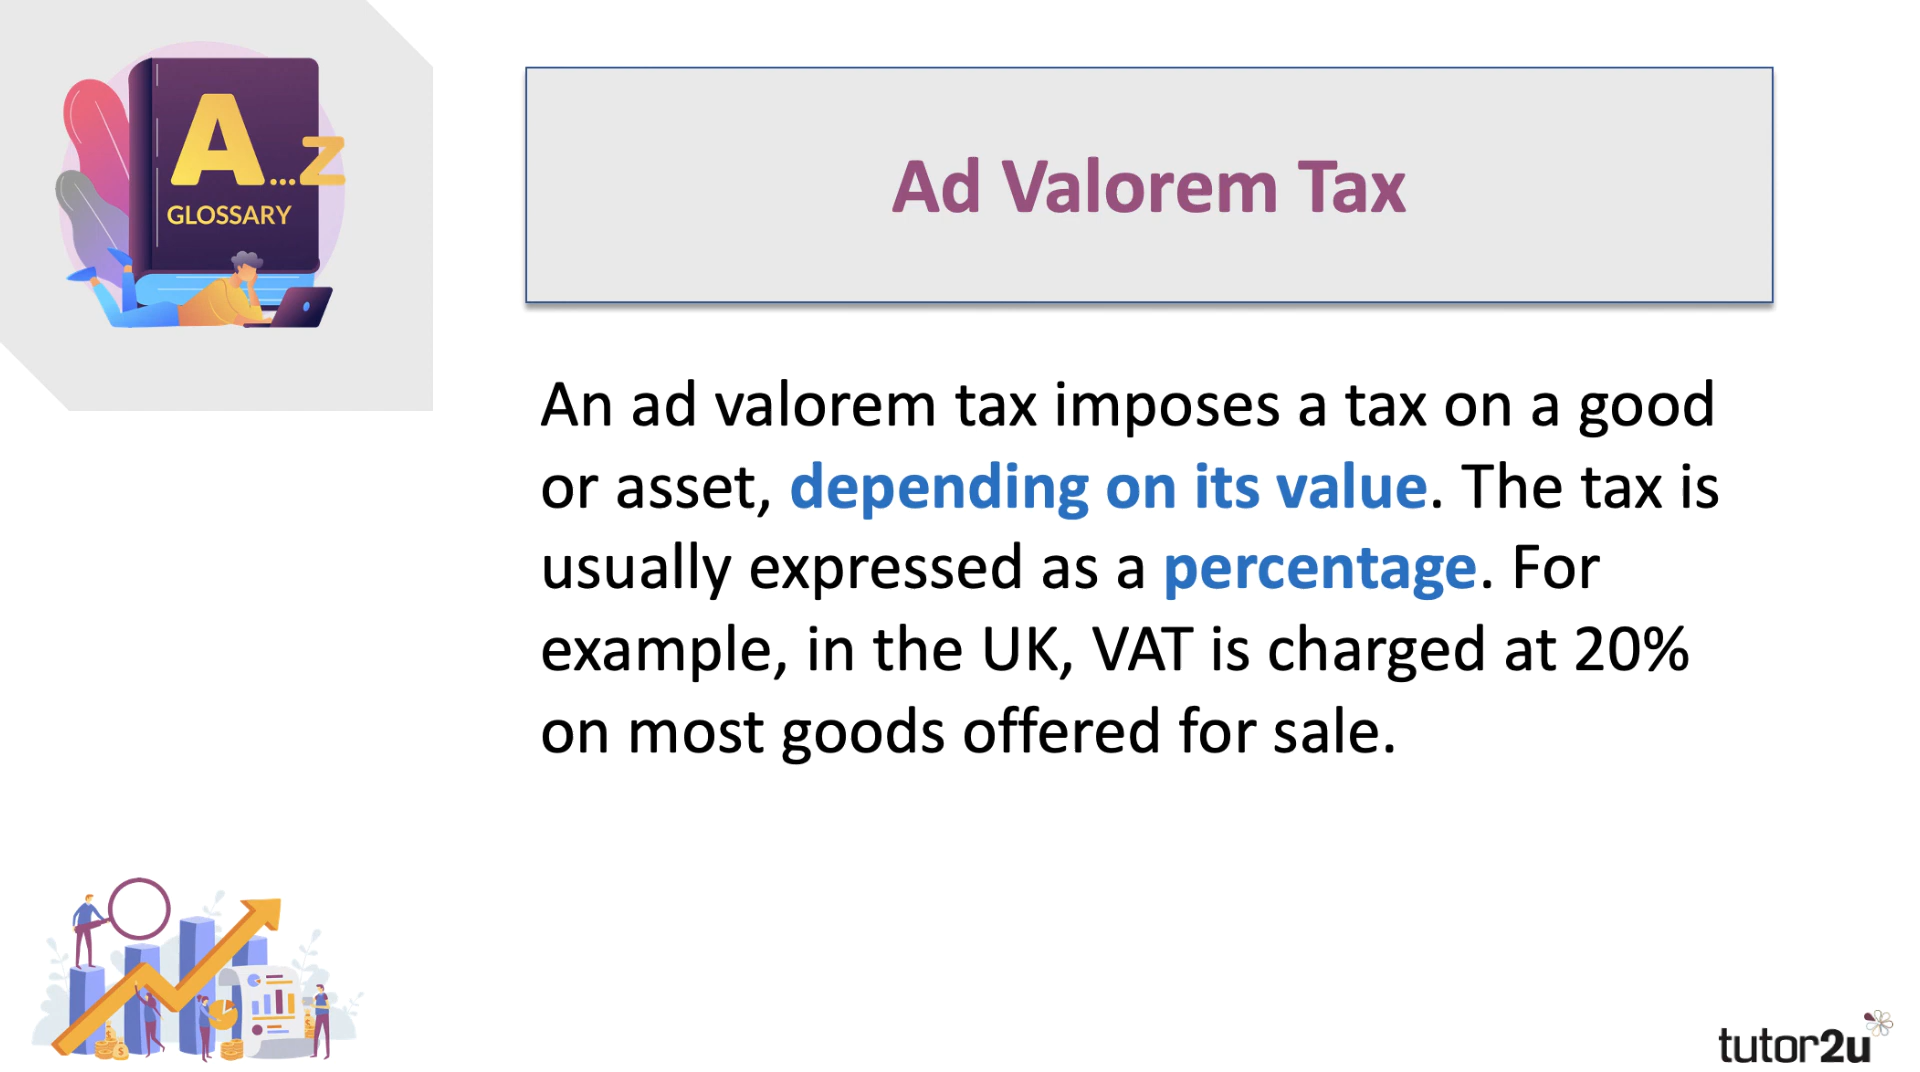 A...Z
GLOSSARY
Ad Valorem Tax
An ad valorem tax imposes a tax on a good
or asset, depending on its value. The tax is
usually expressed as a percentage. For
example, in the UK, VAT is charged at 20%
on most goods offered for sale.
tutor2u